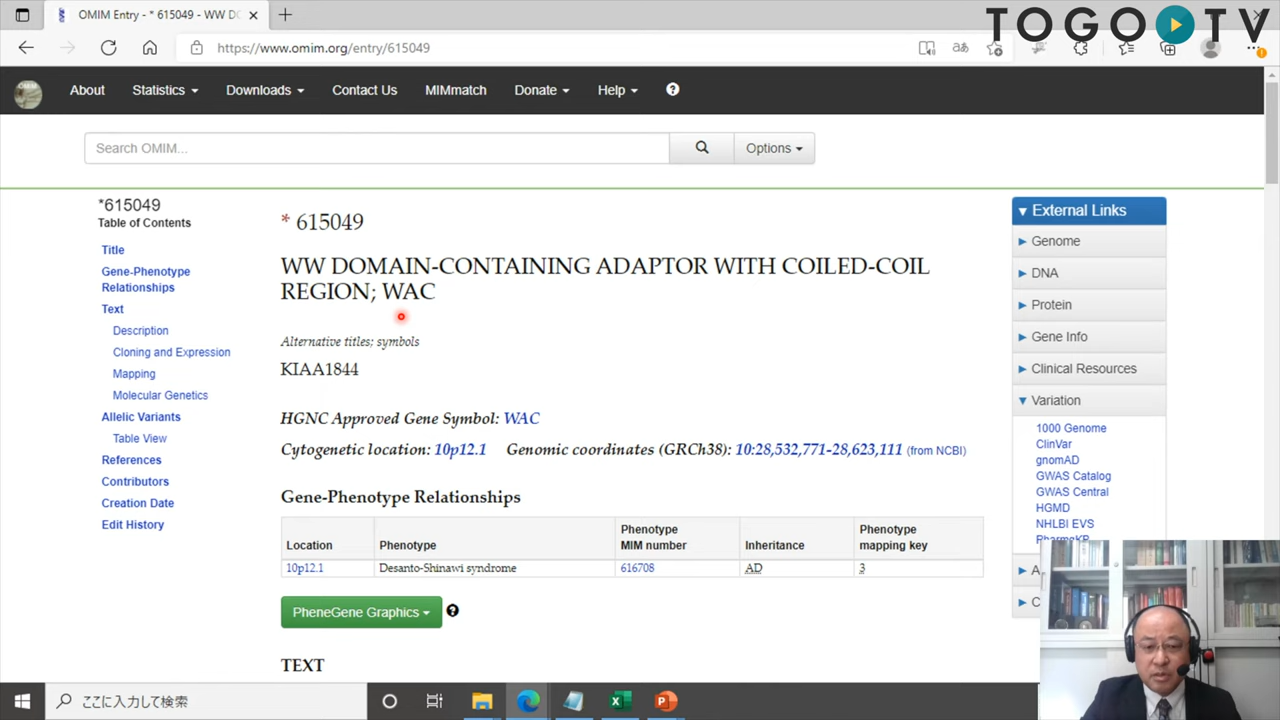 OMIM Entry - * 615049 - WW DO
TOGO TV
https://www.omim.org/entry/615049
About Statistics Downloads Contact Us MIMmatch Donate Help
Search OMIM...
Options
*615049
Table of Contents
Title
Gene-Phenotype
Relationships
Text
Description
Cloning and Expression
Mapping
Molecular Genetics
Allelic Variants
Table View
References
Contributors
Creation Date
Edit History
* 615049
WW DOMAIN-CONTAINING ADAPTOR WITH COILED-COIL
REGION; WAC
Alternative titles; symbols
KIAA1844
HGNC Approved Gene Symbol: WAC
Cytogenetic location: 10p12.1 Genomic coordinates (GRCh38): 10:28,532,771-28,623,111 (from NCBI)
Gene-Phenotype Relationships
Location Phenotype Phenotype MIM number Inheritance Phenotype mapping key
10p12.1 Desanto-Shinawi syndrome 616708 AD 3
PheneGene Graphics
TEXT
External Links
Genome
DNA
Protein
Gene Info
Clinical Resources
Variation
1000 Genome
ClinVar
gnomAD
GWAS Catalog
GWAS Central
HGMD
NHLBI EVS
ここに入力して検索